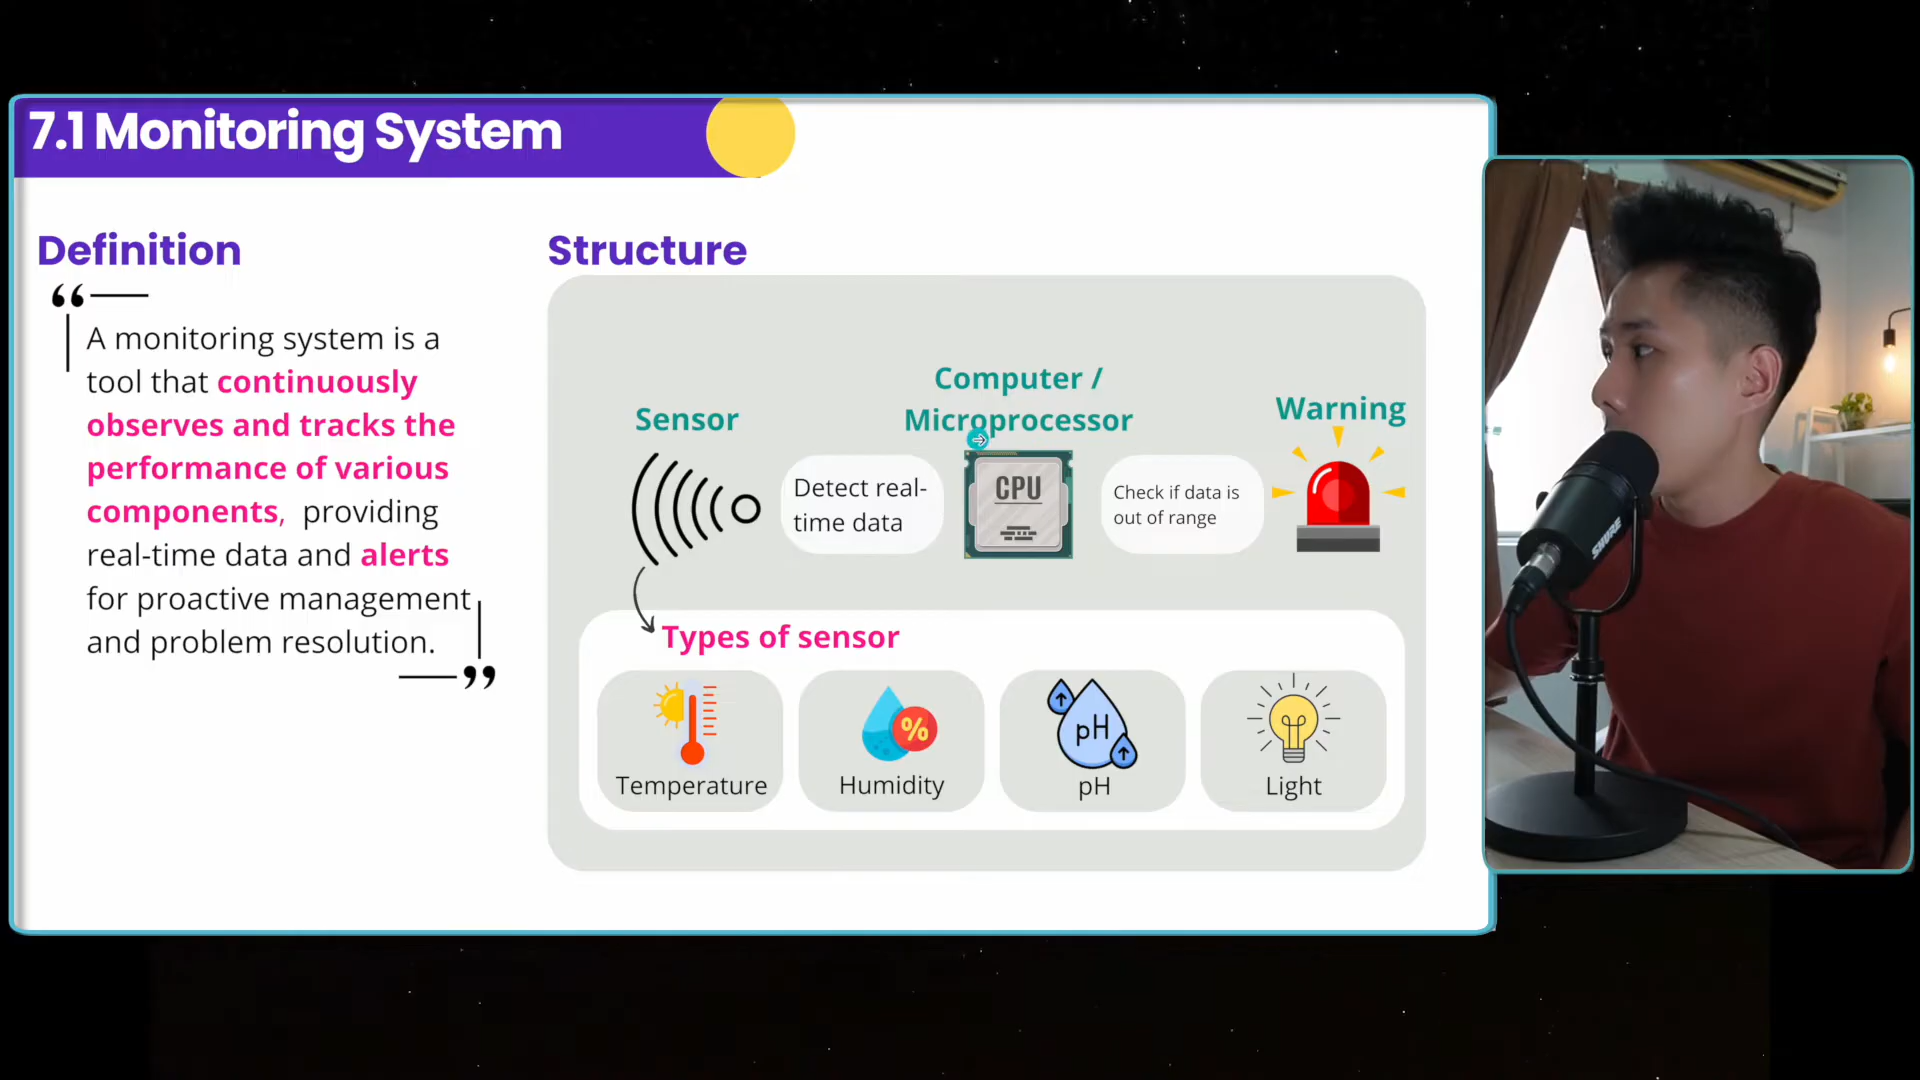 7.1 Monitoring System
Definition
“
A monitoring system is a
tool that continuously
observes and tracks the
performance of various
components, providing
real-time data and alerts
for proactive management
and problem resolution.
”
Structure
Sensor
Detect real-
time data
Computer /
Microprocessor
CPU
Check if data is
out of range
Warning
Types of sensor
Temperature
%
Humidity
pH
pH
Light
SHURE